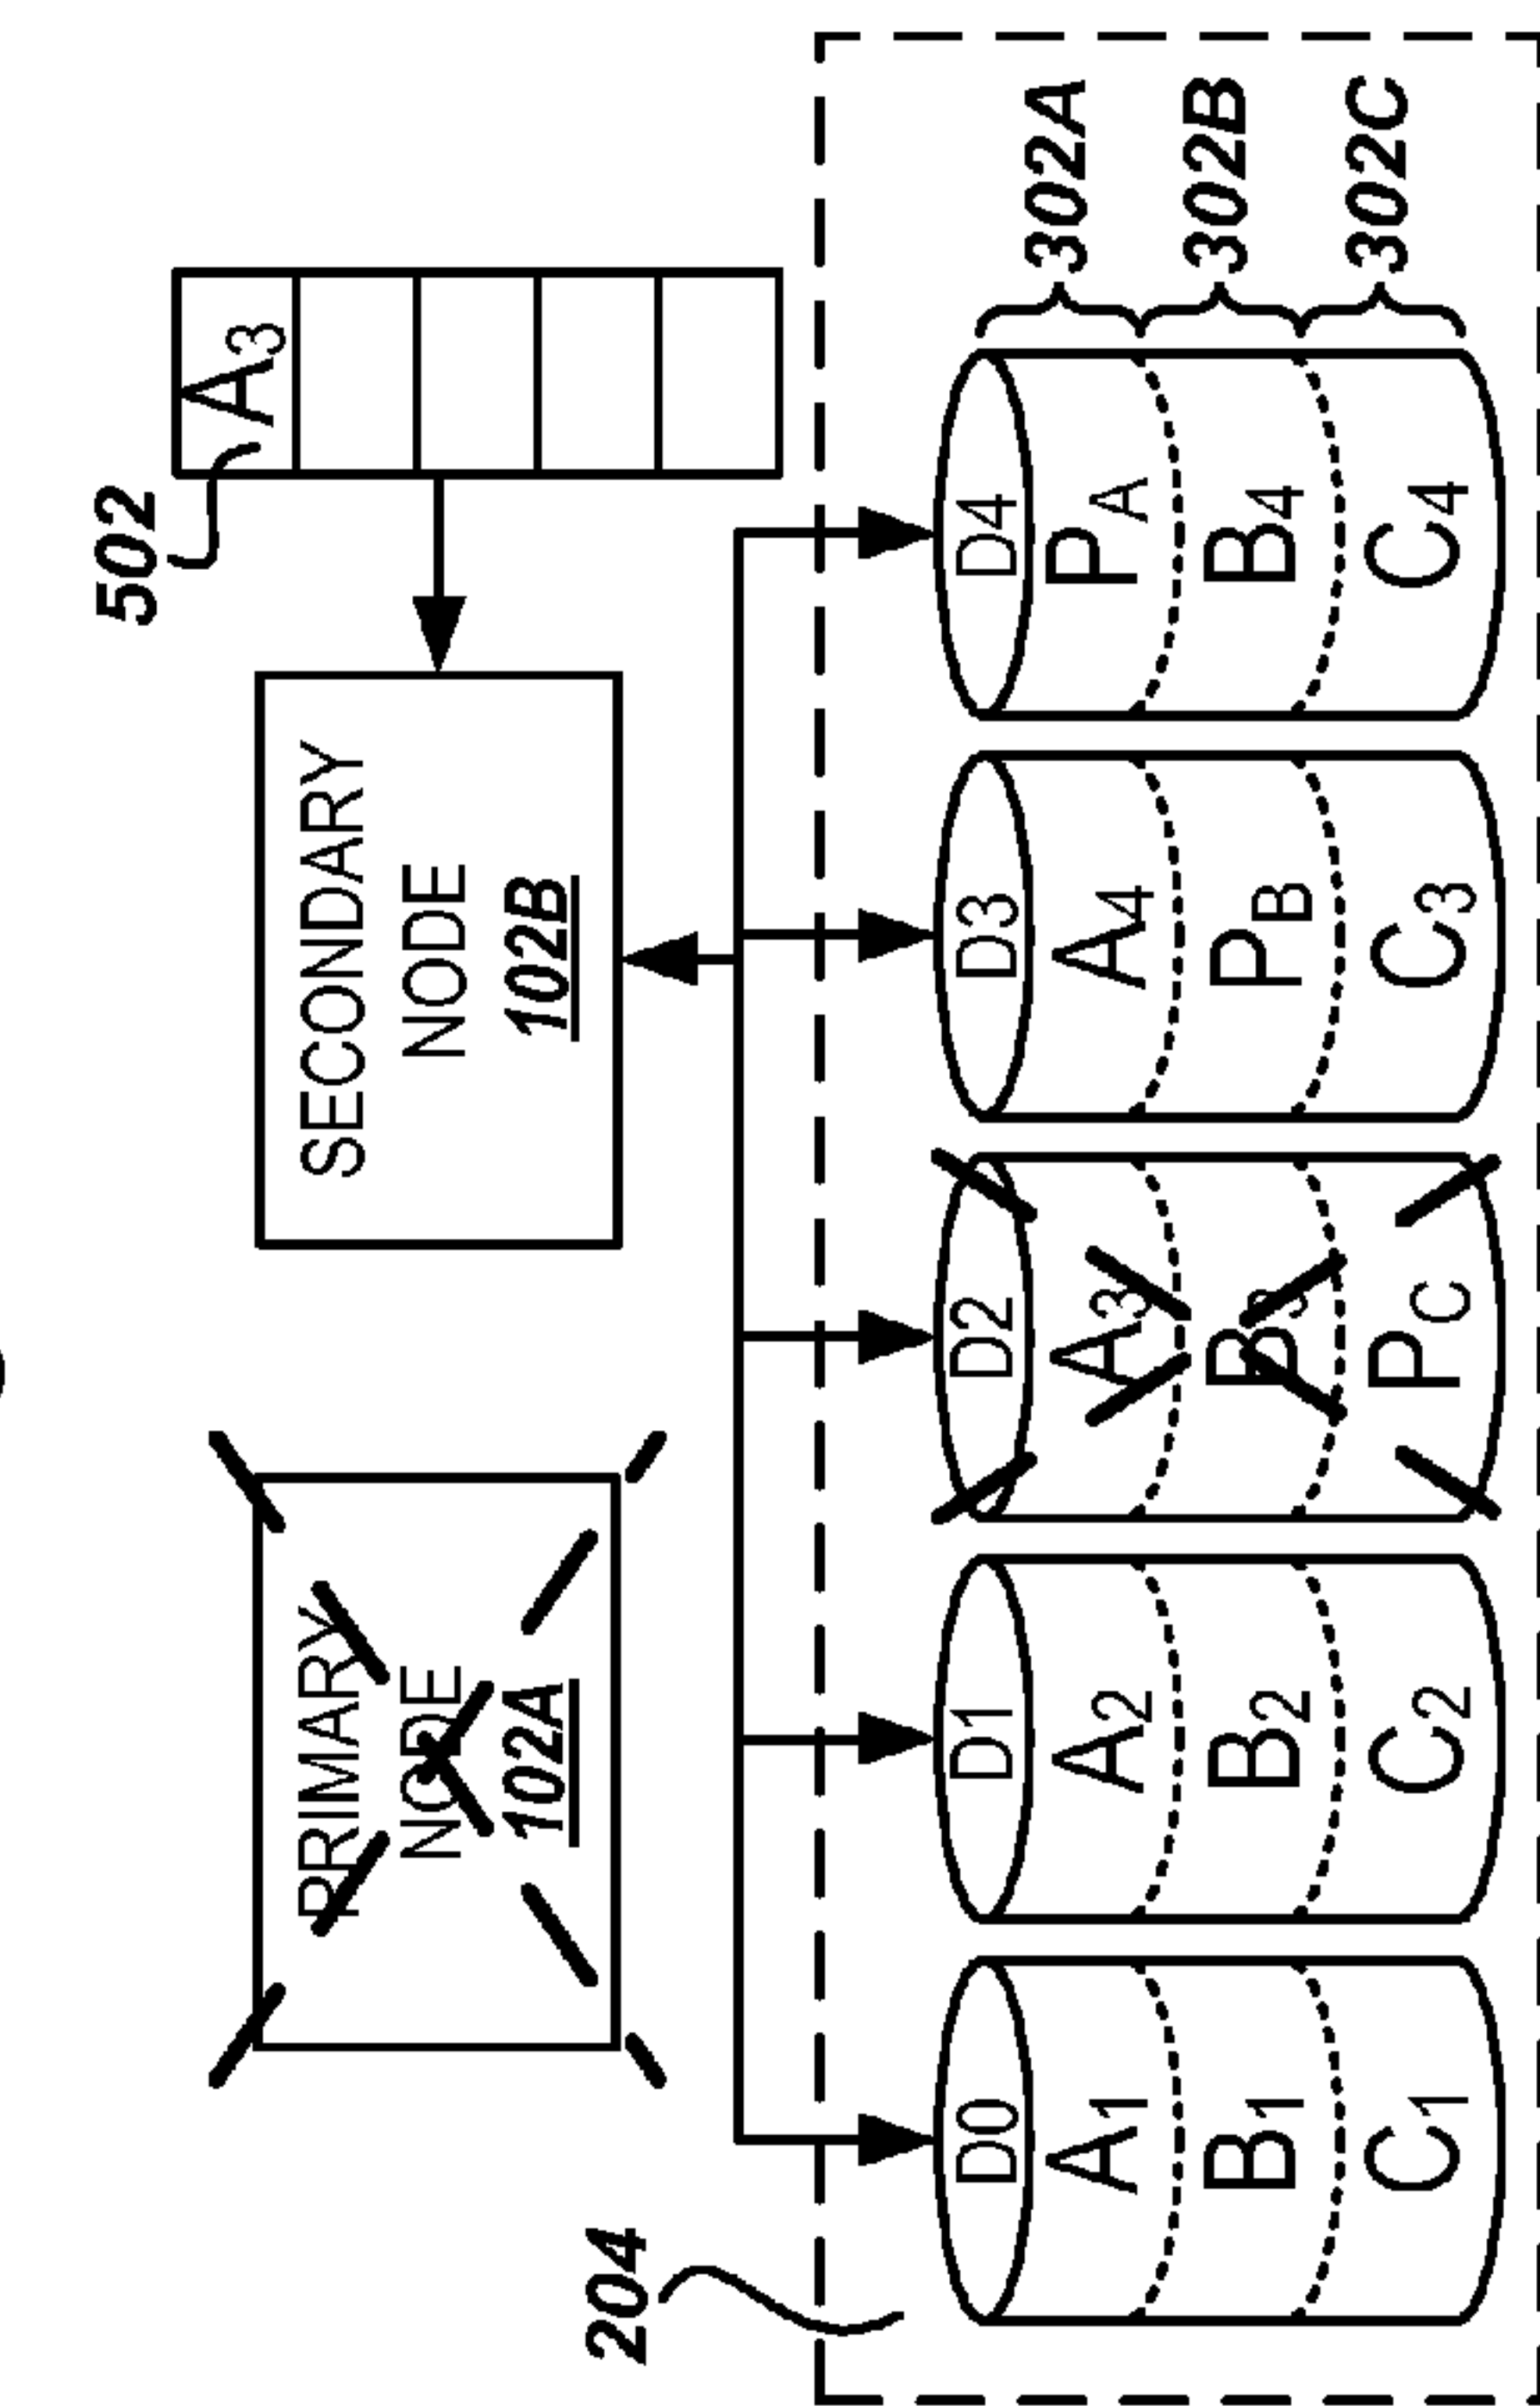 502
A3
PRIMARY
NODE
102A
SECONDARY
NODE
102B
204
D0
D1
D2
D3
D4
A1
A2
A3
A4
PA
302A
B1
B2
B3
PB
B4
302B
C1
C2
PC
C3
C4
302C